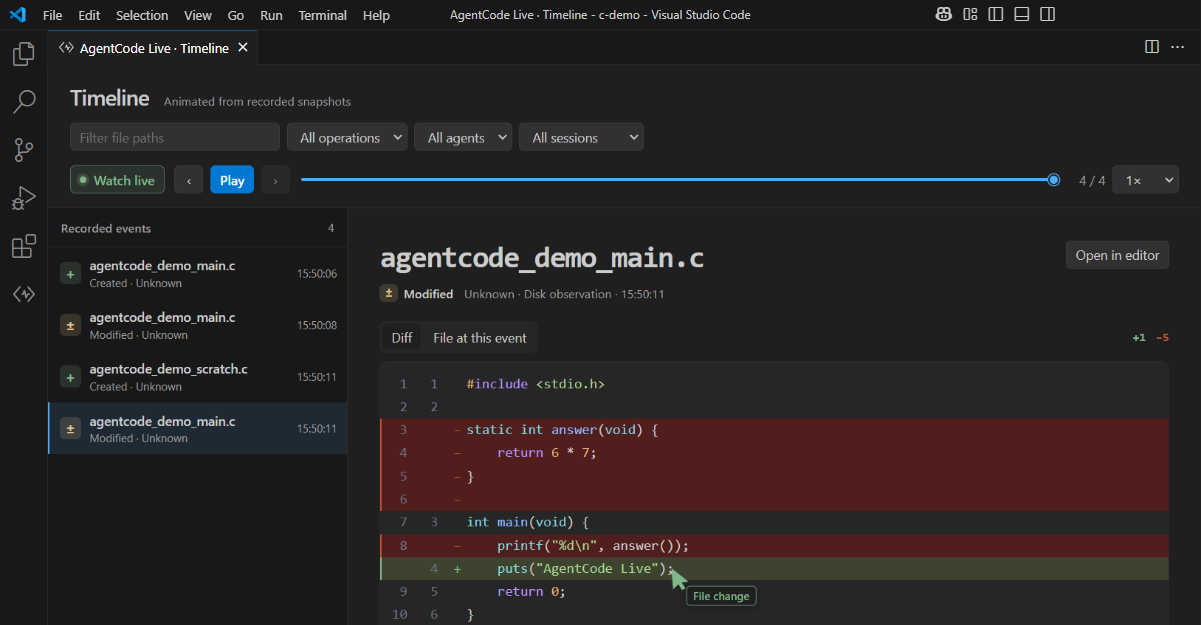 File Edit Selection View Go Run Terminal Help AgentCode Live · Timeline - c-demo - Visual Studio Code
AgentCode Live · Timeline
Timeline Animated from recorded snapshots
Filter file paths All operations All agents All sessions
Watch live ‹ Play › 4 / 4 1×
Recorded events 4
agentcode_demo_main.c
Created · Unknown 15:50:06
agentcode_demo_main.c
Modified · Unknown 15:50:08
agentcode_demo_scratch.c
Created · Unknown 15:50:11
agentcode_demo_main.c
Modified · Unknown 15:50:11
agentcode_demo_main.c Open in editor
± Modified Unknown · Disk observation · 15:50:11
Diff File at this event +1 −5
1 1 #include <stdio.h>
2 2
3 − static int answer(void) {
4 − return 6 * 7;
5 − }
6 −
7 3 int main(void) {
8 − printf("%d\n", answer());
4 + puts("AgentCode Live");
File change
9 5 return 0;
10 6 }